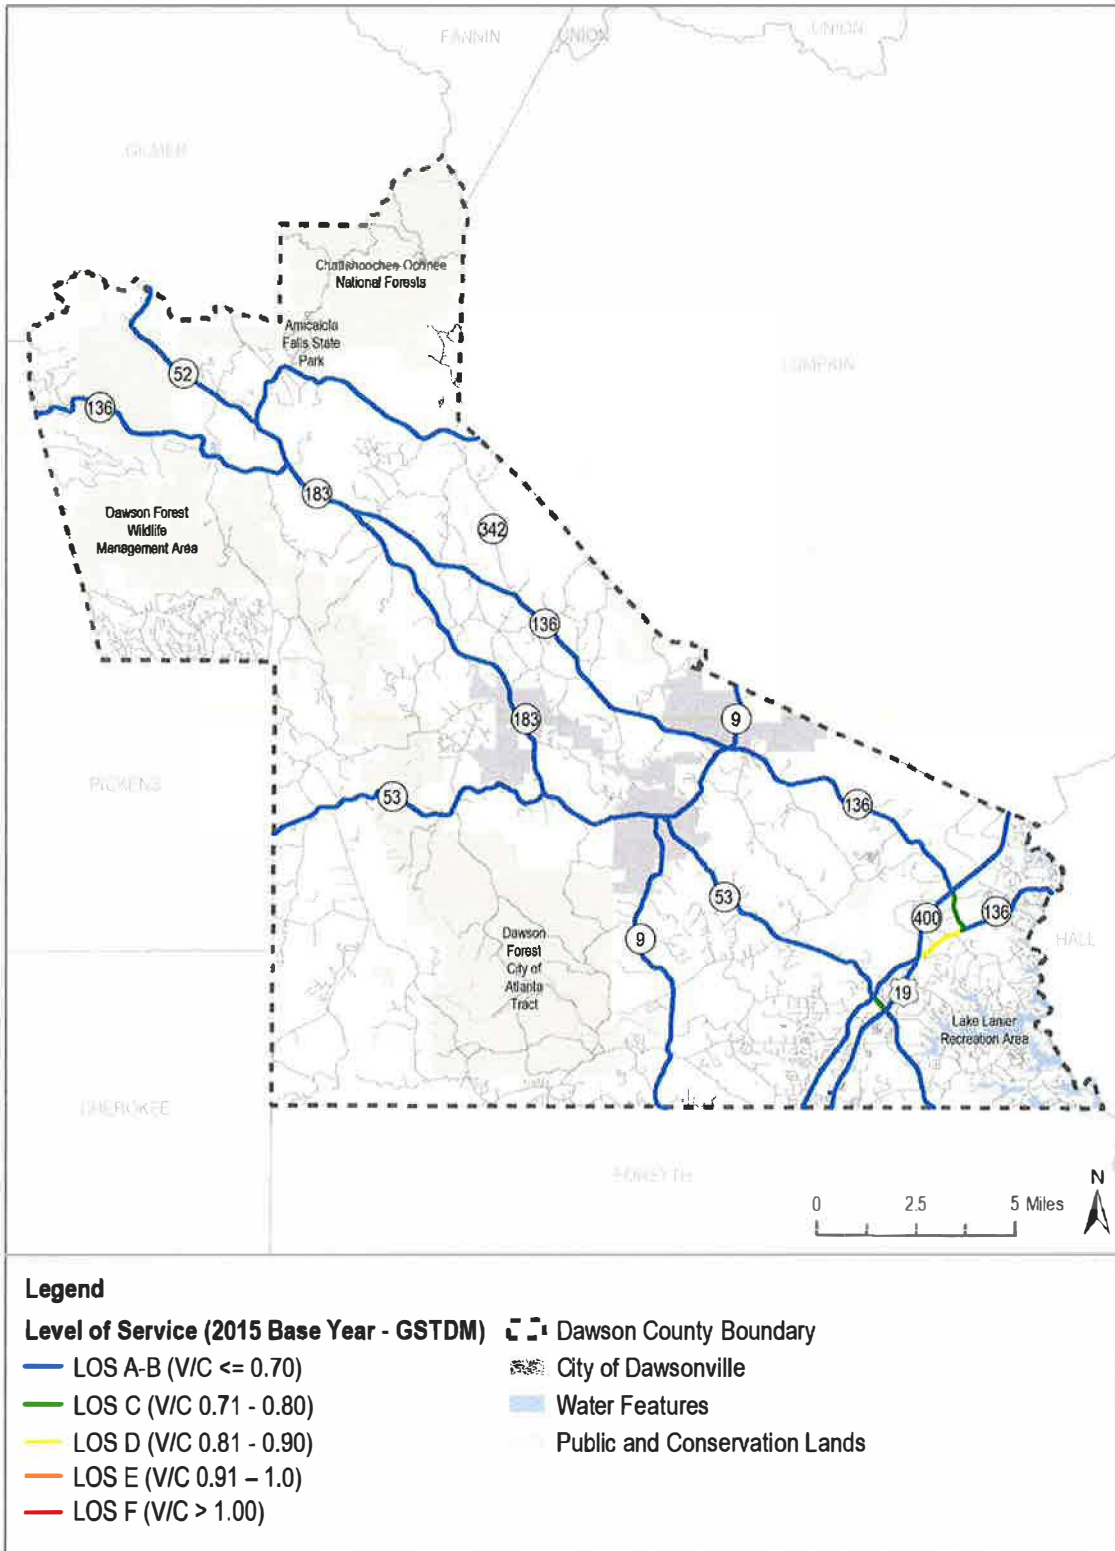 FANNIN
UNION
UNION
GILMER
Chattahoochee-Oconee
National Forests
Amicalola
Falls State
Park
LUMPKIN
52
136
183
Dawson Forest
Wildlife
Management Area
342
136
183
9
PICKENS
53
136
53
400
136
HALL
9
Dawson
Forest
City of
Atlanta
Tract
19
Lake Lanier
Recreation Area
CHEROKEE
FORSYTH
N
0 2.5 5 Miles
Legend
Level of Service (2015 Base Year - GSTDM)
LOS A-B (V/C <= 0.70)
LOS C (V/C 0.71 - 0.80)
LOS D (V/C 0.81 - 0.90)
LOS E (V/C 0.91 – 1.0)
LOS F (V/C > 1.00)
Dawson County Boundary
City of Dawsonville
Water Features
Public and Conservation Lands